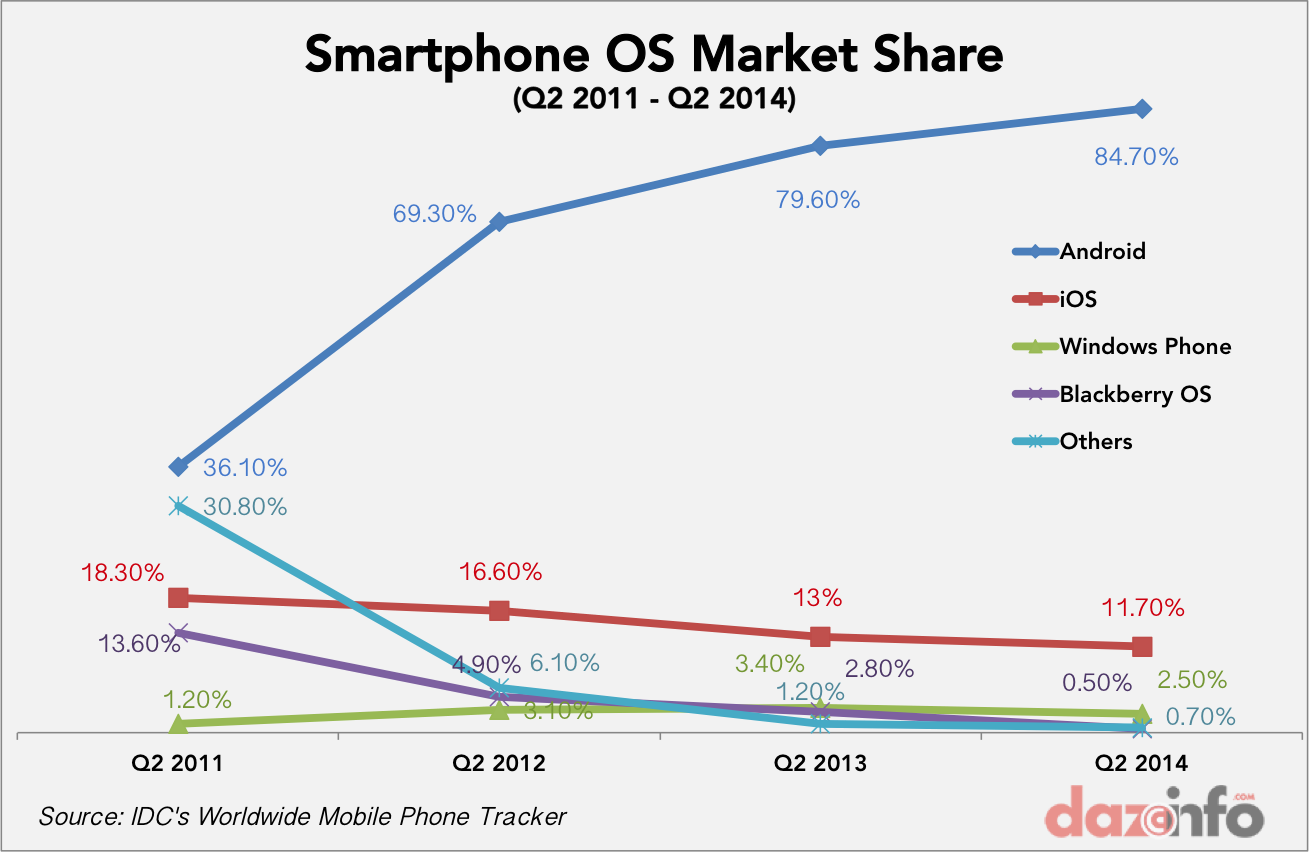 Smartphone OS Market Share
(Q2 2011 - Q2 2014)
84.70%
79.60%
69.30%
Android
iOS
Windows Phone
Blackberry OS
Others
36.10%
30.80%
18.30%
16.60%
13%
11.70%
13.60%
4.90%
6.10%
3.40%
2.80%
0.50%
2.50%
1.20%
1.20%
3.10%
0.70%
Q2 2011
Q2 2012
Q2 2013
Q2 2014
Source: IDC's Worldwide Mobile Phone Tracker
dazeinfo
.COM